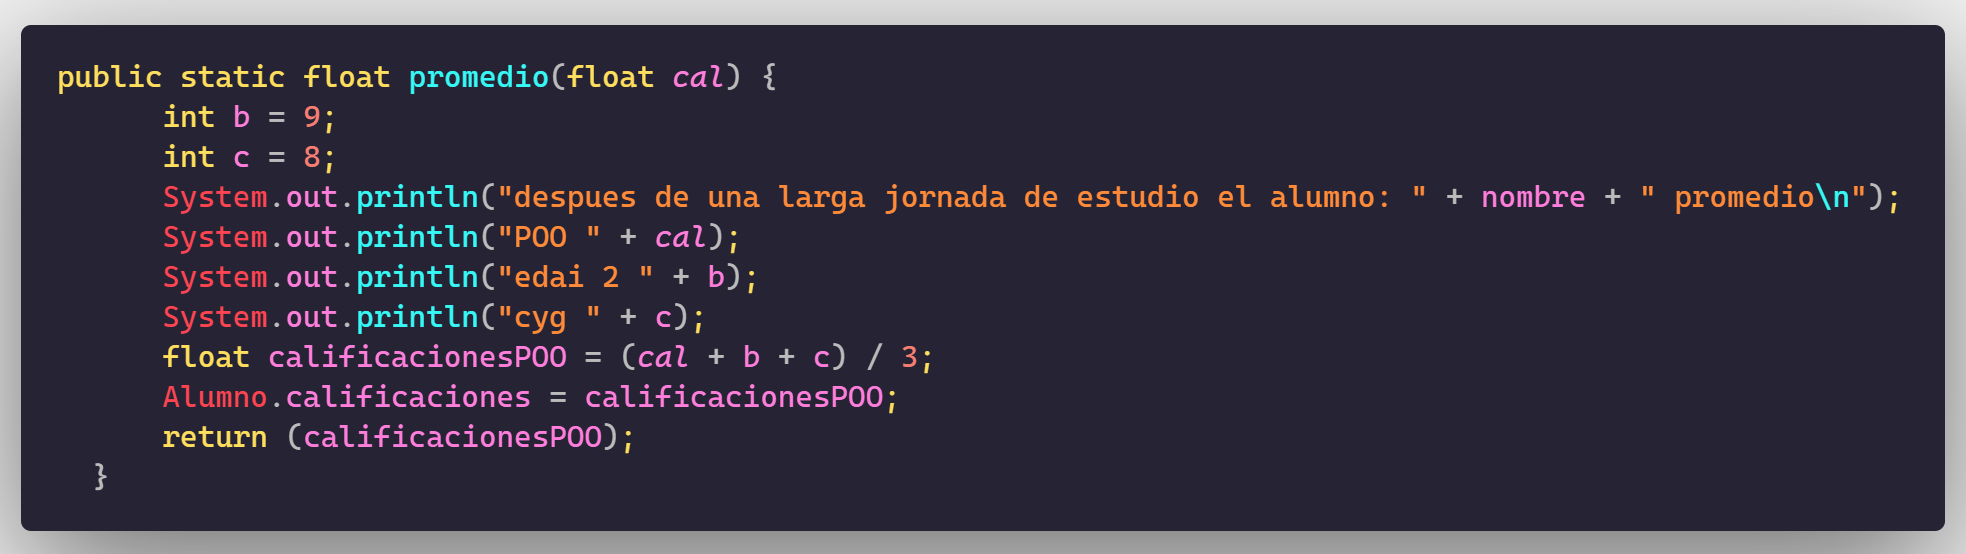 public static float promedio(float cal) {
int b = 9;
int c = 8;
System.out.println("despues de una larga jornada de estudio el alumno: " + nombre + " promedio\n");
System.out.println("POO " + cal);
System.out.println("edai 2 " + b);
System.out.println("cyg " + c);
float calificacionesPOO = (cal + b + c) / 3;
Alumno.calificaciones = calificacionesPOO;
return (calificacionesPOO);
}